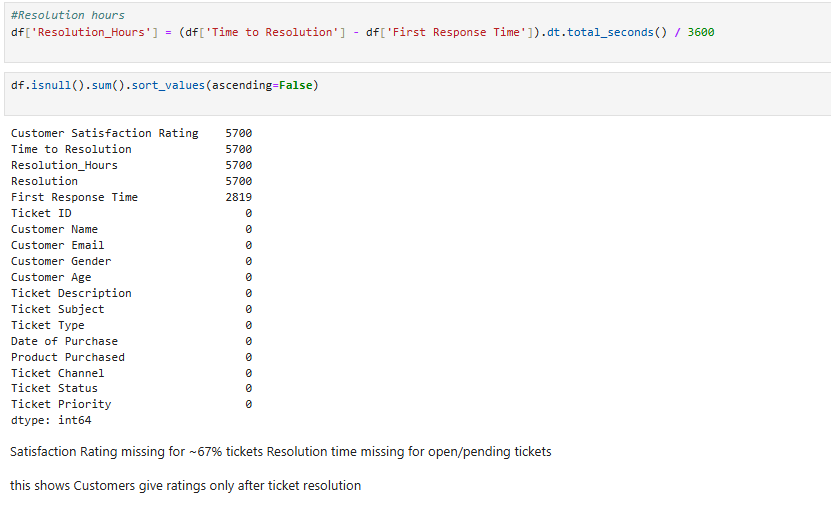 #Resolution hours
df['Resolution_Hours'] = (df['Time to Resolution'] - df['First Response Time']).dt.total_seconds() / 3600
df.isnull().sum().sort_values(ascending=False)
Customer Satisfaction Rating    5700
Time to Resolution              5700
Resolution_Hours                5700
Resolution                      5700
First Response Time             2819
Ticket ID                          0
Customer Name                      0
Customer Email                     0
Customer Gender                    0
Customer Age                       0
Ticket Description                 0
Ticket Subject                     0
Ticket Type                        0
Date of Purchase                   0
Product Purchased                  0
Ticket Channel                     0
Ticket Status                      0
Ticket Priority                    0
dtype: int64
Satisfaction Rating missing for ~67% tickets Resolution time missing for open/pending tickets
this shows Customers give ratings only after ticket resolution